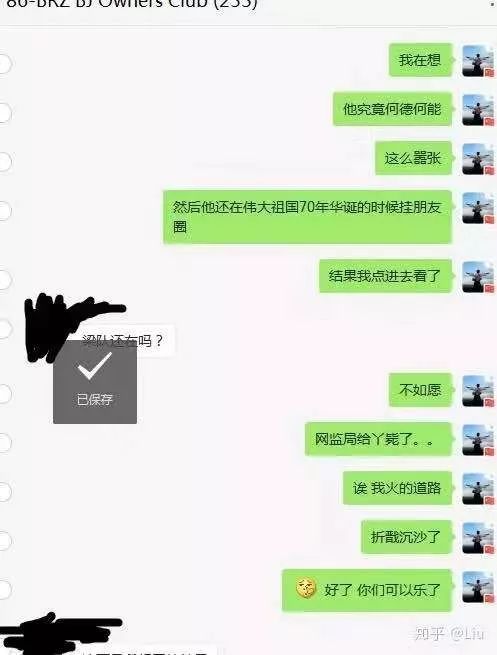 86-BRZ BJ Owners Club (233)
我在想
他究竟何德何能
这么嚣张
然后他还在伟大祖国70年华诞的时候挂朋友
圈
结果我点进去看了
梁队还在吗？
已保存
不如愿
网监局给丫毙了。。
诶 我火的道路
折戟沉沙了
好了 你们可以乐了
知乎 @Liu